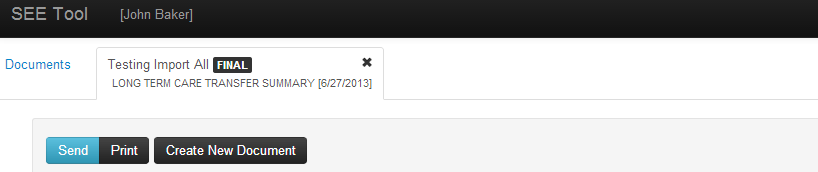 SEE Tool [John Baker]
Documents Testing Import All FINAL ✖
LONG TERM CARE TRANSFER SUMMARY [6/27/2013]
Send Print Create New Document